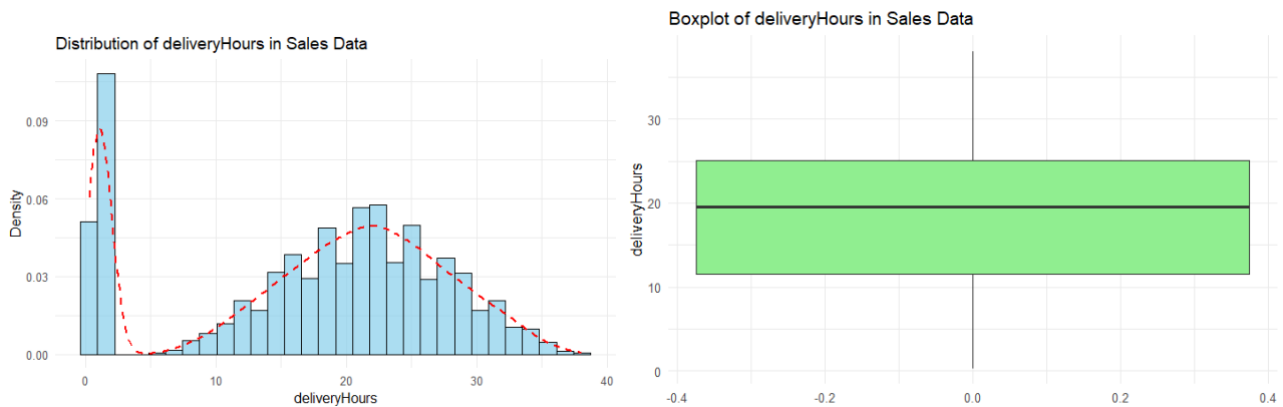 Distribution of deliveryHours in Sales Data
Density
0.09
0.06
0.03
0.00
0 10 20 30 40
deliveryHours
Boxplot of deliveryHours in Sales Data
deliveryHours
30
20
10
0
-0.4 -0.2 0.0 0.2 0.4